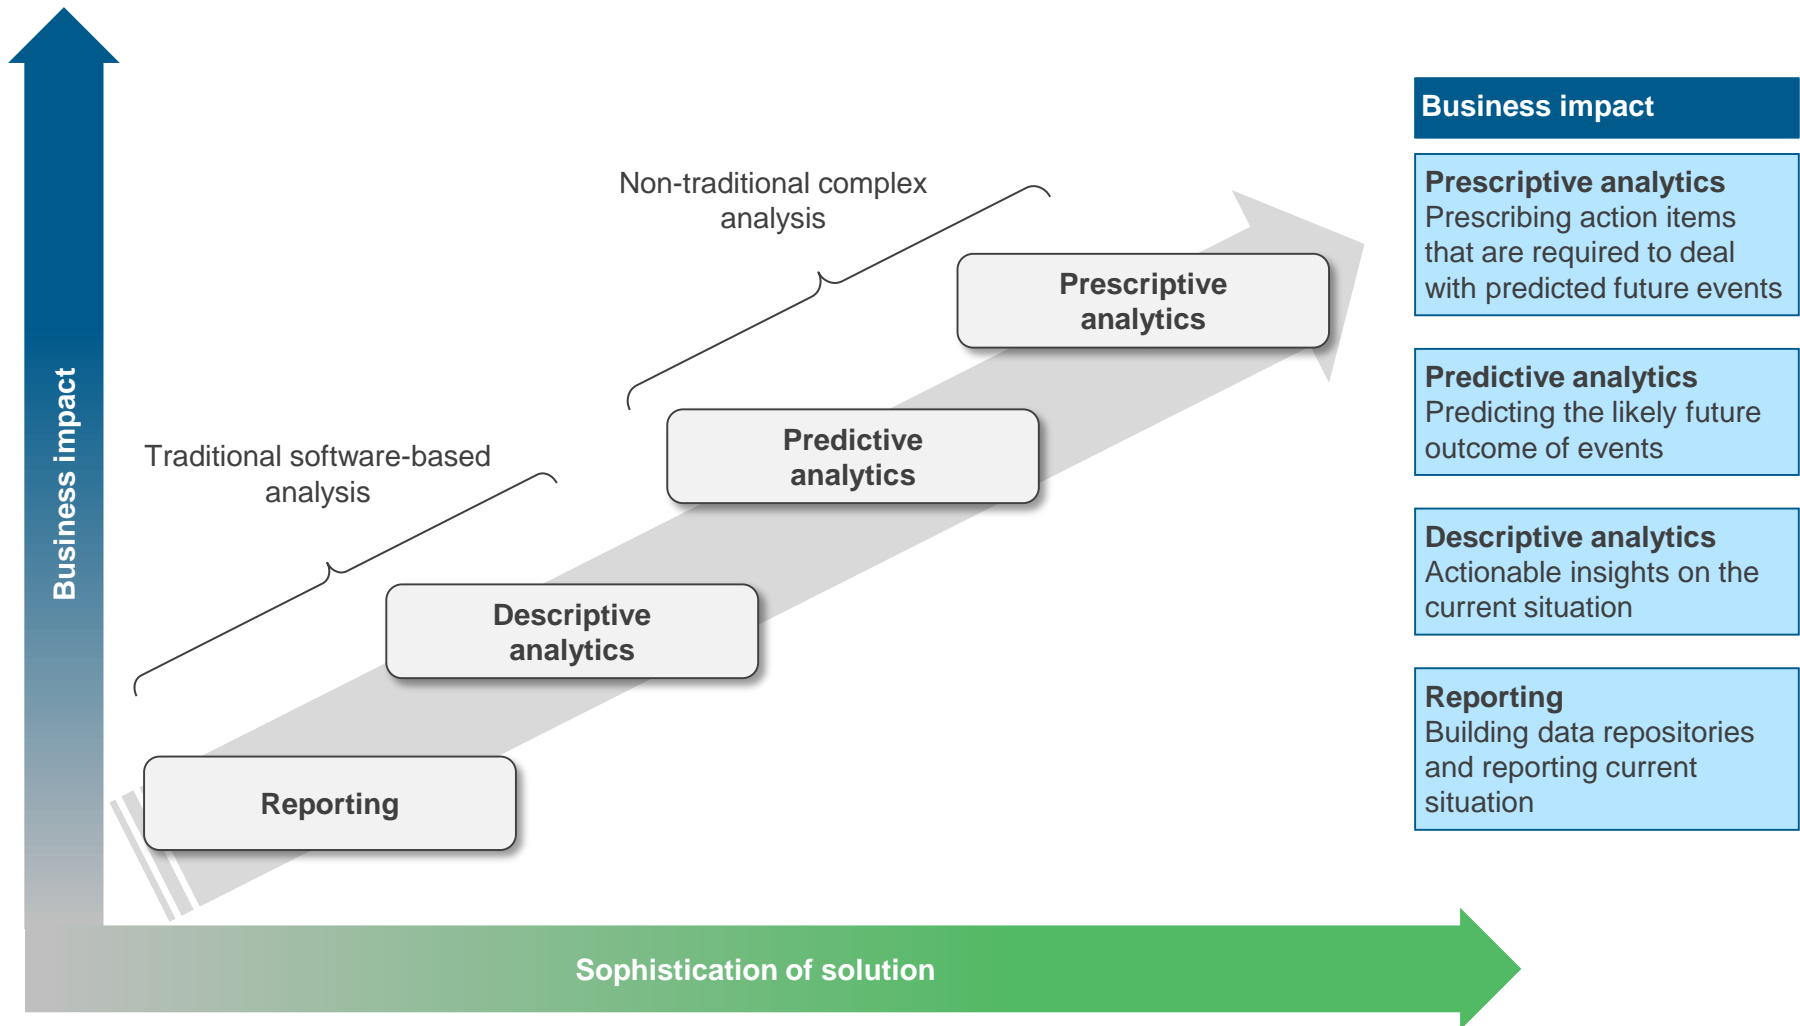 Business impact
Non-traditional complex
analysis
Prescriptive
analytics
Predictive
analytics
Traditional software-based
analysis
Descriptive
analytics
Reporting
Sophistication of solution
Business impact
Prescriptive analytics
Prescribing action items
that are required to deal
with predicted future events
Predictive analytics
Predicting the likely future
outcome of events
Descriptive analytics
Actionable insights on the
current situation
Reporting
Building data repositories
and reporting current
situation